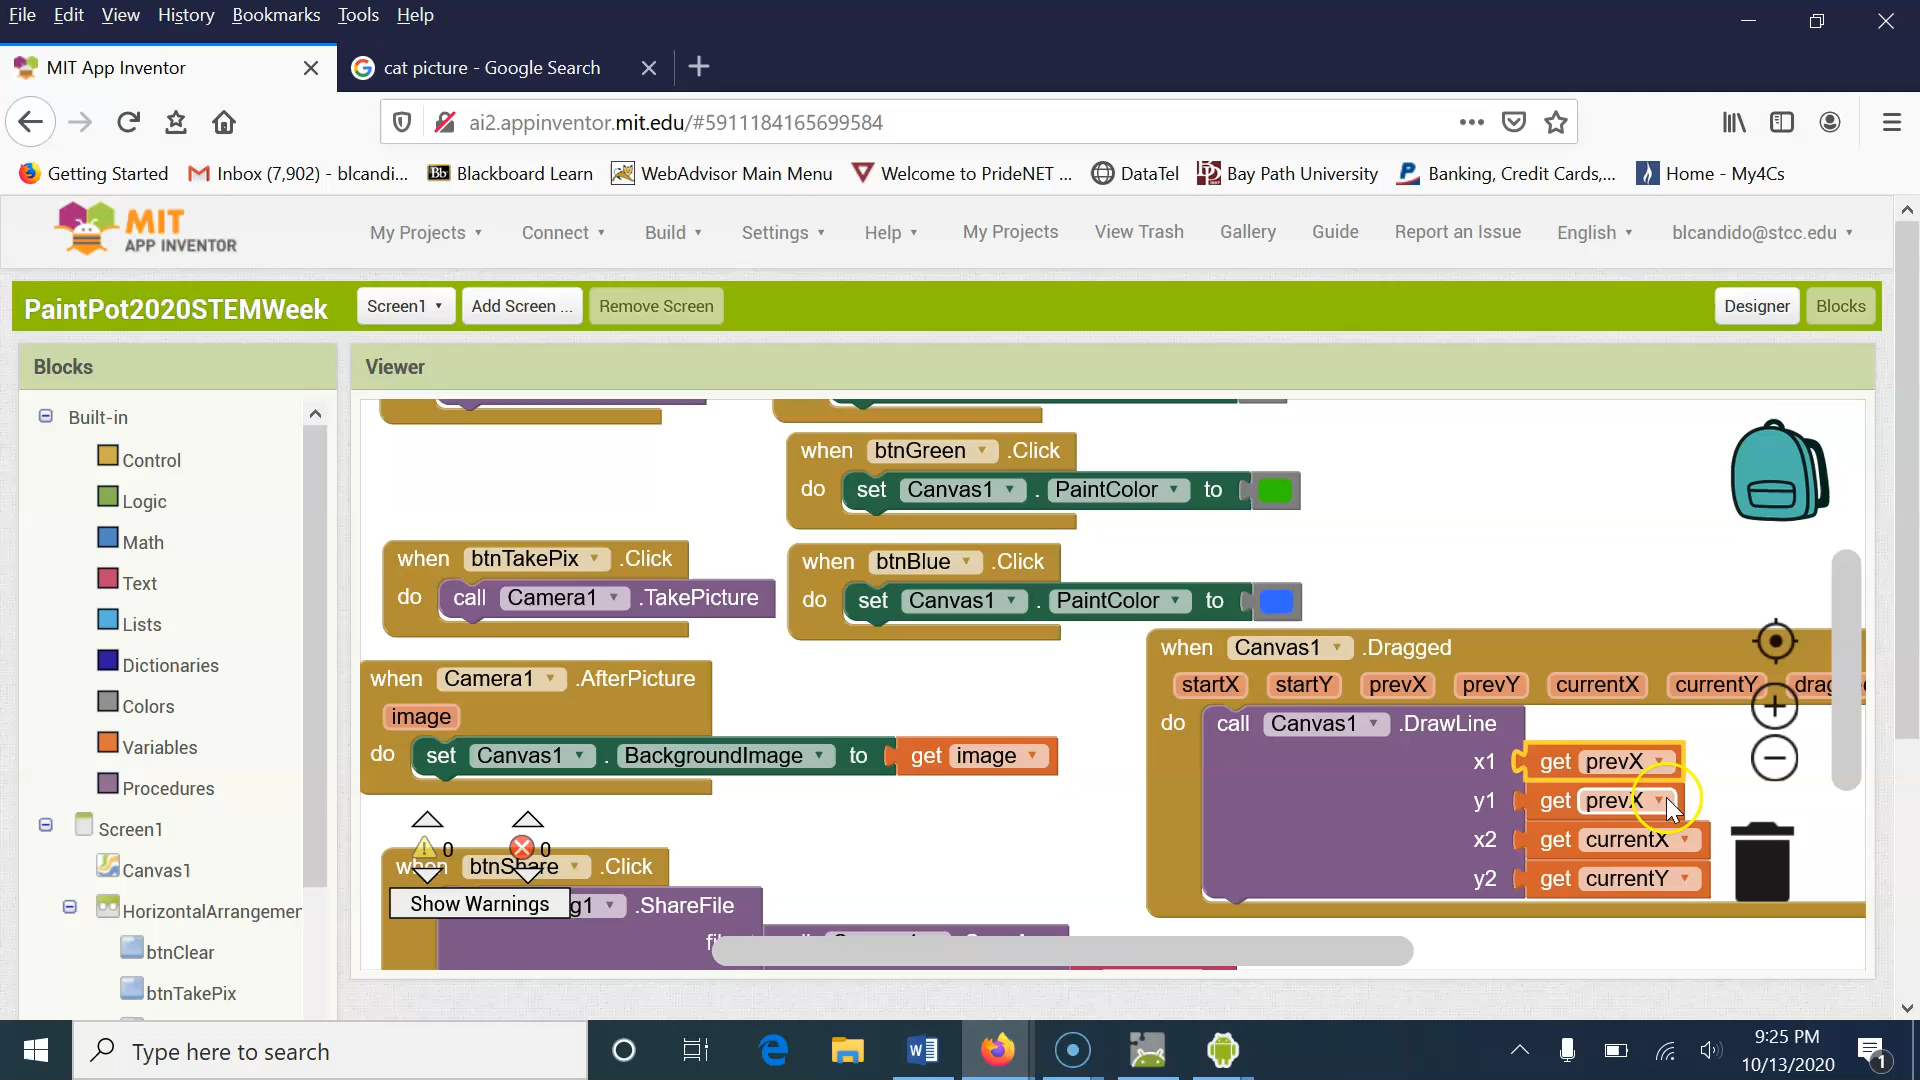 File Edit View History Bookmarks Tools Help
MIT App Inventor
cat picture - Google Search
ai2.appinventor.mit.edu/#5911184165699584
Getting Started
Inbox (7,902) - blcandi...
Bb Blackboard Learn
WebAdvisor Main Menu
Welcome to PrideNET ...
DataTel
Bay Path University
Banking, Credit Cards,...
Home - My4Cs
MIT
APP INVENTOR
My Projects Connect Build Settings Help My Projects View Trash Gallery Guide Report an Issue English blcandido@stcc.edu
PaintPot2020STEMWeek
Screen1 Add Screen ... Remove Screen
Designer Blocks
Blocks
Viewer
Built-in
Control
Logic
Math
Text
Lists
Dictionaries
Colors
Variables
Procedures
Screen1
Canvas1
HorizontalArrangemer
btnClear
btnTakePix
when btnGreen .Click
do set Canvas1 . PaintColor to
when btnTakePix .Click
do call Camera1 .TakePicture
when btnBlue .Click
do set Canvas1 . PaintColor to
when Camera1 .AfterPicture
image
do set Canvas1 . BackgroundImage to get image
when Canvas1 .Dragged
startX startY prevX prevY currentX currentY
do call Canvas1 .DrawLine
x1 get prevX
y1 get prevX
x2 get currentX
y2 get currentY
0 0
when btnShare .Click
Show Warnings
g1 .ShareFile
Type here to search
9:25 PM
10/13/2020
1